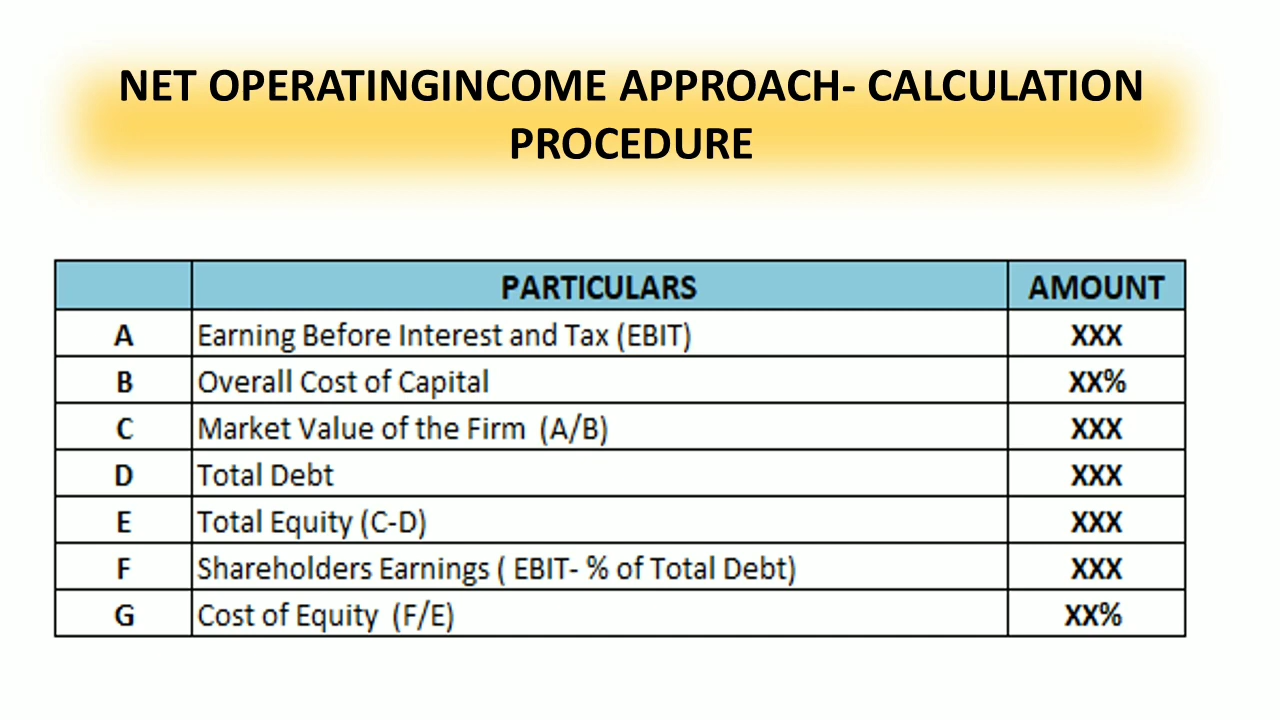 NET OPERATINGINCOME APPROACH- CALCULATION
PROCEDURE
PARTICULARS AMOUNT
A Earning Before Interest and Tax (EBIT) XXX
B Overall Cost of Capital XX%
C Market Value of the Firm (A/B) XXX
D Total Debt XXX
E Total Equity (C-D) XXX
F Shareholders Earnings ( EBIT- % of Total Debt) XXX
G Cost of Equity (F/E) XX%